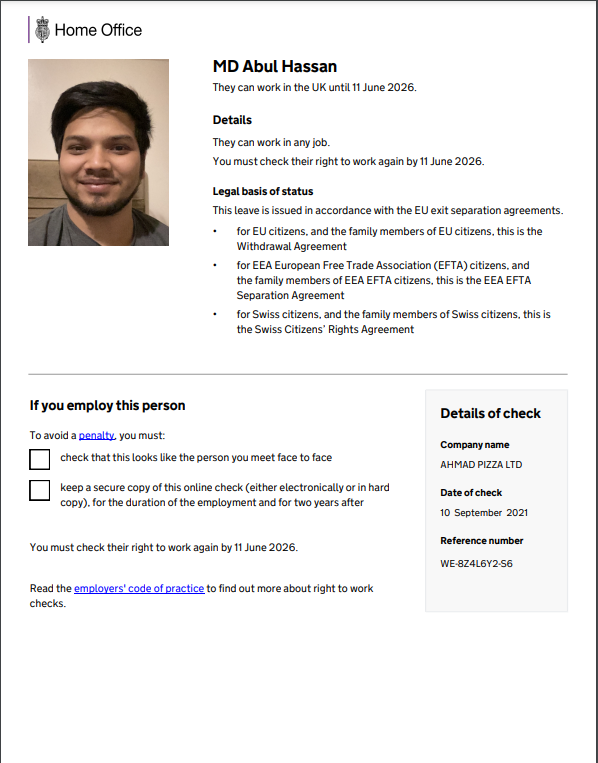 Home Office
MD Abul Hassan
They can work in the UK until 11 June 2026.
Details
They can work in any job.
You must check their right to work again by 11 June 2026.
Legal basis of status
This leave is issued in accordance with the EU exit separation agreements.
• for EU citizens, and the family members of EU citizens, this is the
Withdrawal Agreement
• for EEA European Free Trade Association (EFTA) citizens, and
the family members of EEA EFTA citizens, this is the EEA EFTA
Separation Agreement
• for Swiss citizens, and the family members of Swiss citizens, this is
the Swiss Citizens' Rights Agreement
If you employ this person
To avoid a penalty, you must:
check that this looks like the person you meet face to face
keep a secure copy of this online check (either electronically or in hard
copy), for the duration of the employment and for two years after
You must check their right to work again by 11 June 2026.
Read the employers' code of practice to find out more about right to work
checks.
Details of check
Company name
AHMAD PIZZA LTD
Date of check
10 September 2021
Reference number
WE-8Z4L6Y2-S6